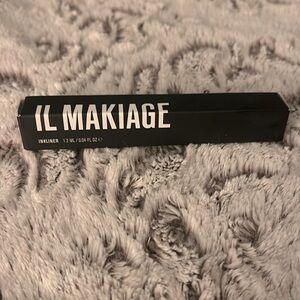 IL MAKIAGE
INKLINER 1.2 ML / 0.04 FL OZ ℮